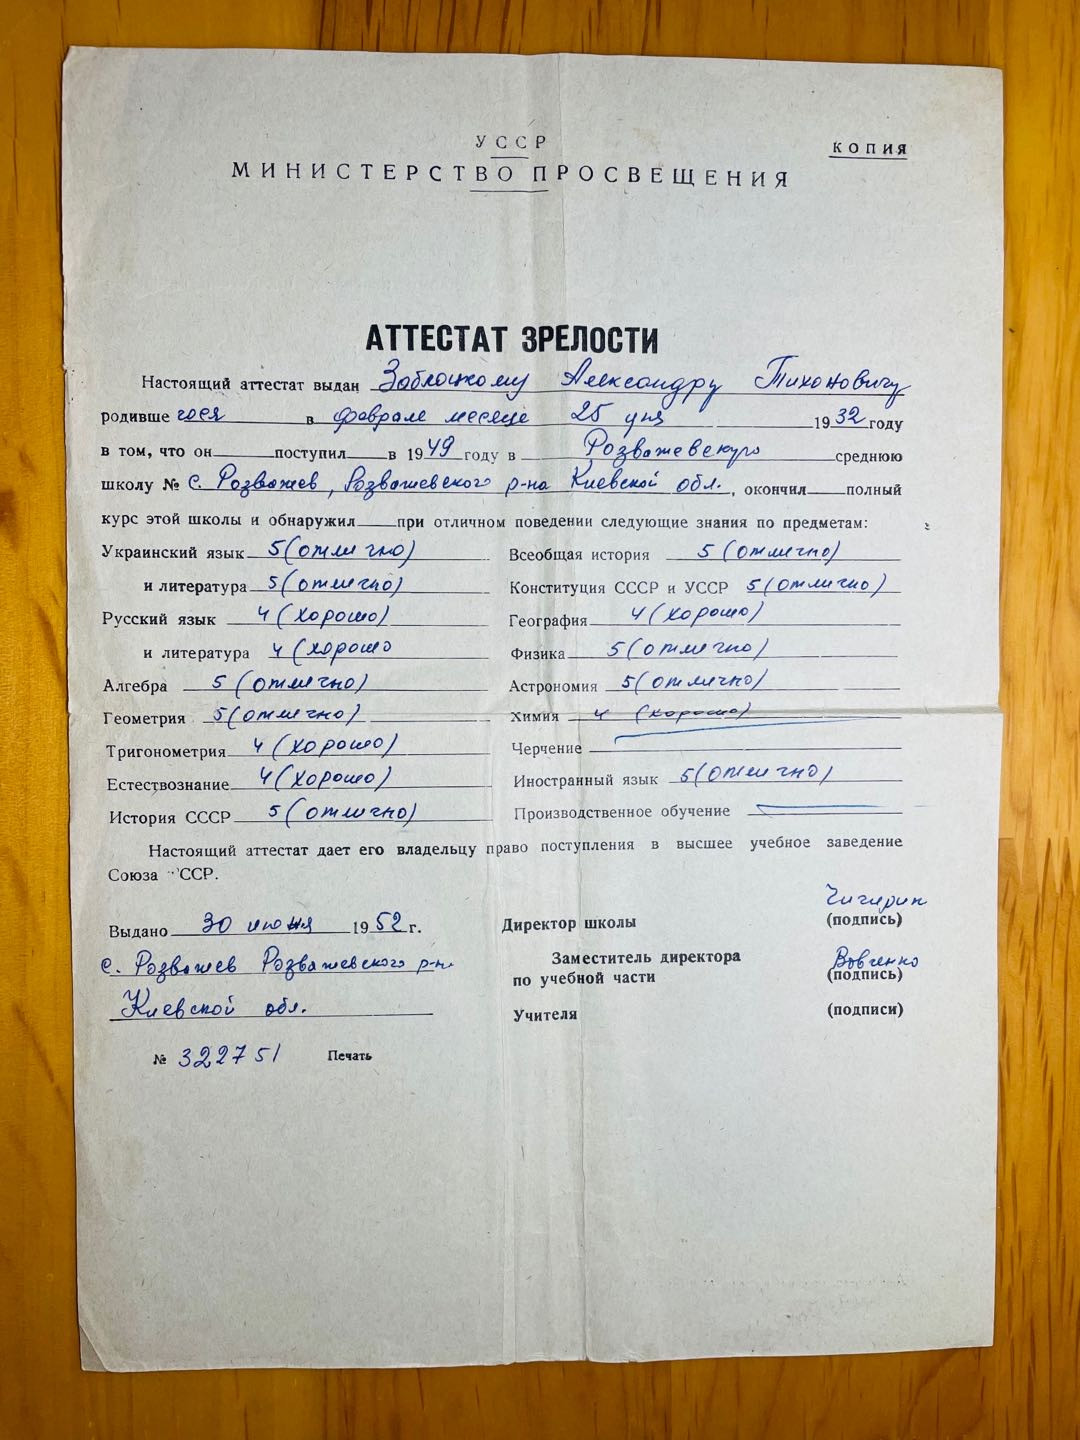 УССР
КОПИЯ
МИНИСТЕРСТВО ПРОСВЕЩЕНИЯ
АТТЕСТАТ ЗРЕЛОСТИ
Настоящий аттестат выдан Заблоцкому Александру Тихоновичу
родивше гося в феврале месяце 25 дня 1932 году
в том, что он поступил в 1949 году в Розважевскую среднюю
школу № с. Розважев, Розважевского р-на Киевской обл., окончил полный
курс этой школы и обнаружил при отличном поведении следующие знания по предметам:
Украинский язык 5 (отлично)
и литература 5 (отлично)
Русский язык 4 (хорошо)
и литература 4 (хорошо
Алгебра 5 (отлично)
Геометрия 5 (отлично)
Тригонометрия 4 (хорошо)
Естествознание 4 (хорошо)
История СССР 5 (отлично)
Всеобщая история 5 (отлично)
Конституция СССР и УССР 5 (отлично)
География 4 (хорошо)
Физика 5 (отлично)
Астрономия 5 (отлично)
Химия 4 (хорошо)
Черчение
Иностранный язык 5 (отлично)
Производственное обучение
Настоящий аттестат дает его владельцу право поступления в высшее учебное заведение
Союза ССР.
Выдано 30 июня 1952 г.
с. Розважев Розважевского р-на
Киевской обл.
№ 322751 Печать
Чигирин
Директор школы (подпись)
Заместитель директора Вовченко
по учебной части (подпись)
Учителя (подписи)